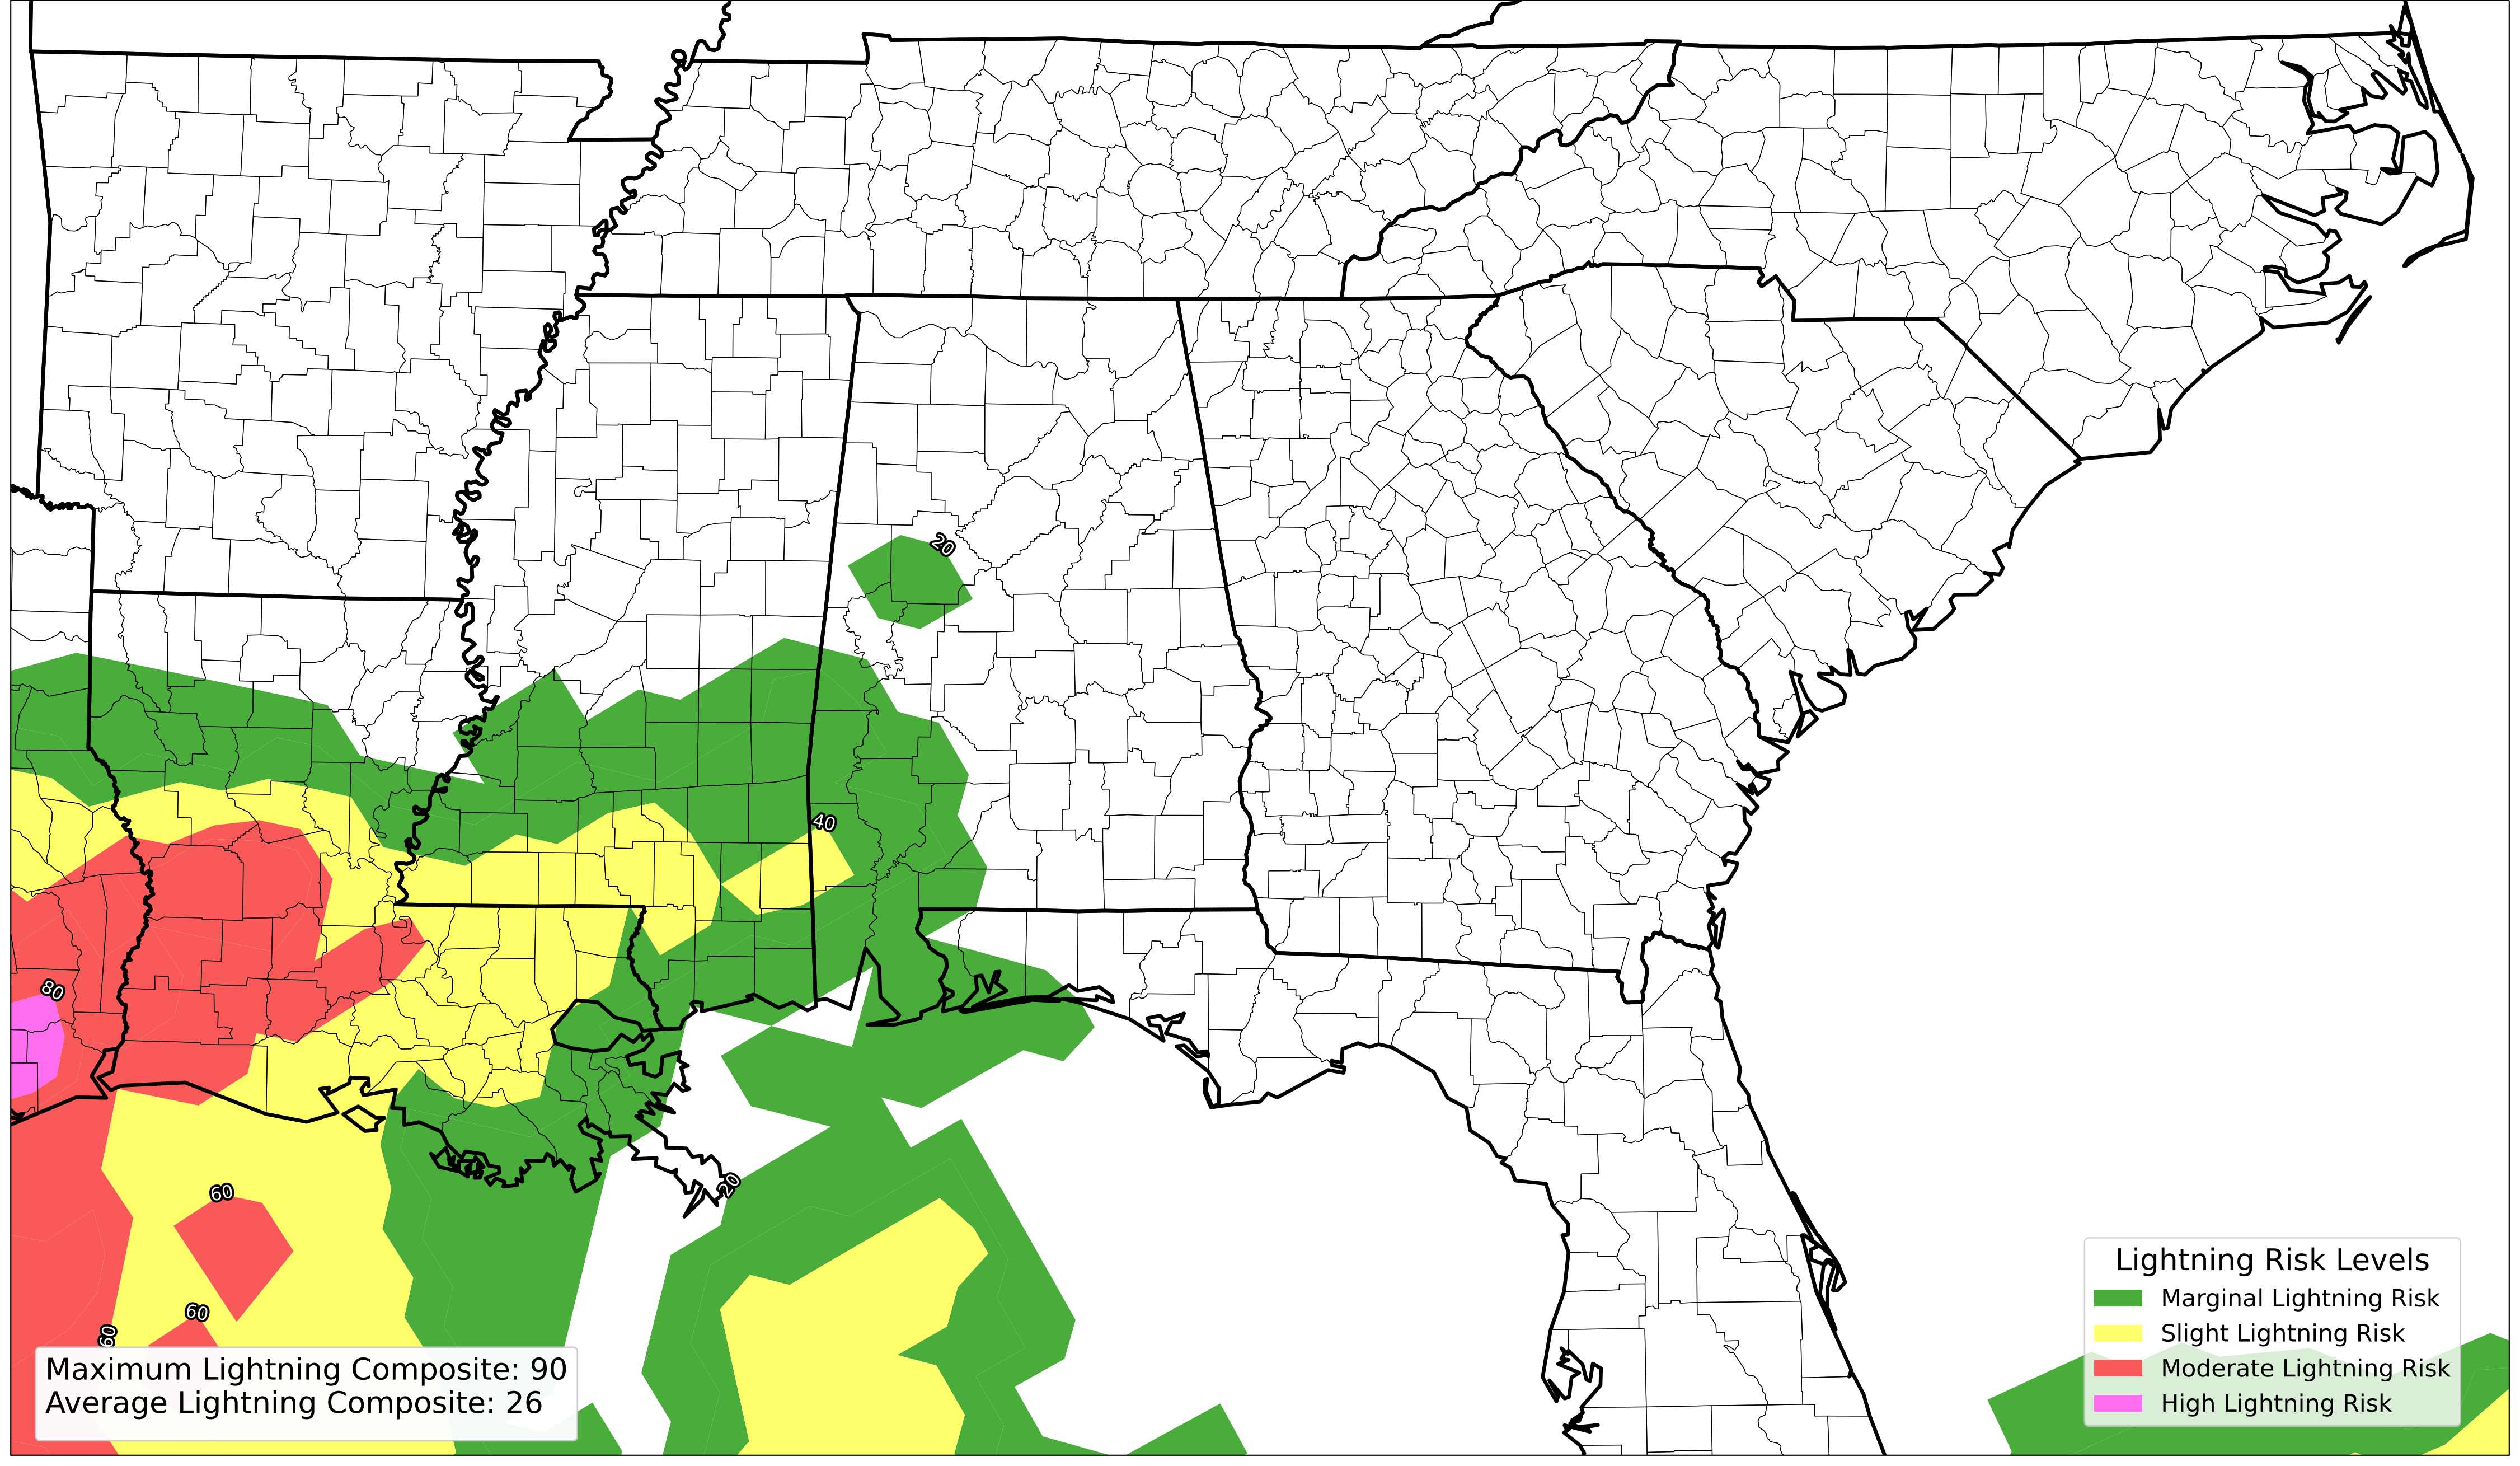 20
40
80
60
20
60
60
Maximum Lightning Composite: 90
Average Lightning Composite: 26
Lightning Risk Levels
Marginal Lightning Risk
Slight Lightning Risk
Moderate Lightning Risk
High Lightning Risk